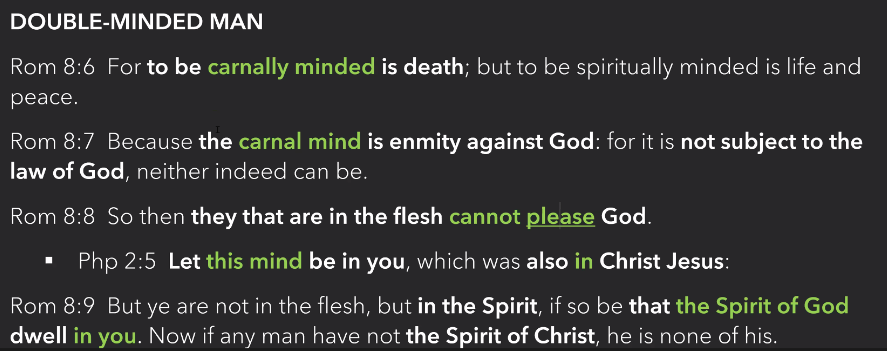 DOUBLE-MINDED MAN
Rom 8:6 For to be carnally minded is death; but to be spiritually minded is life and
peace.
Rom 8:7 Because the carnal mind is enmity against God: for it is not subject to the
law of God, neither indeed can be.
Rom 8:8 So then they that are in the flesh cannot please God.
▪ Php 2:5 Let this mind be in you, which was also in Christ Jesus:
Rom 8:9 But ye are not in the flesh, but in the Spirit, if so be that the Spirit of God
dwell in you. Now if any man have not the Spirit of Christ, he is none of his.